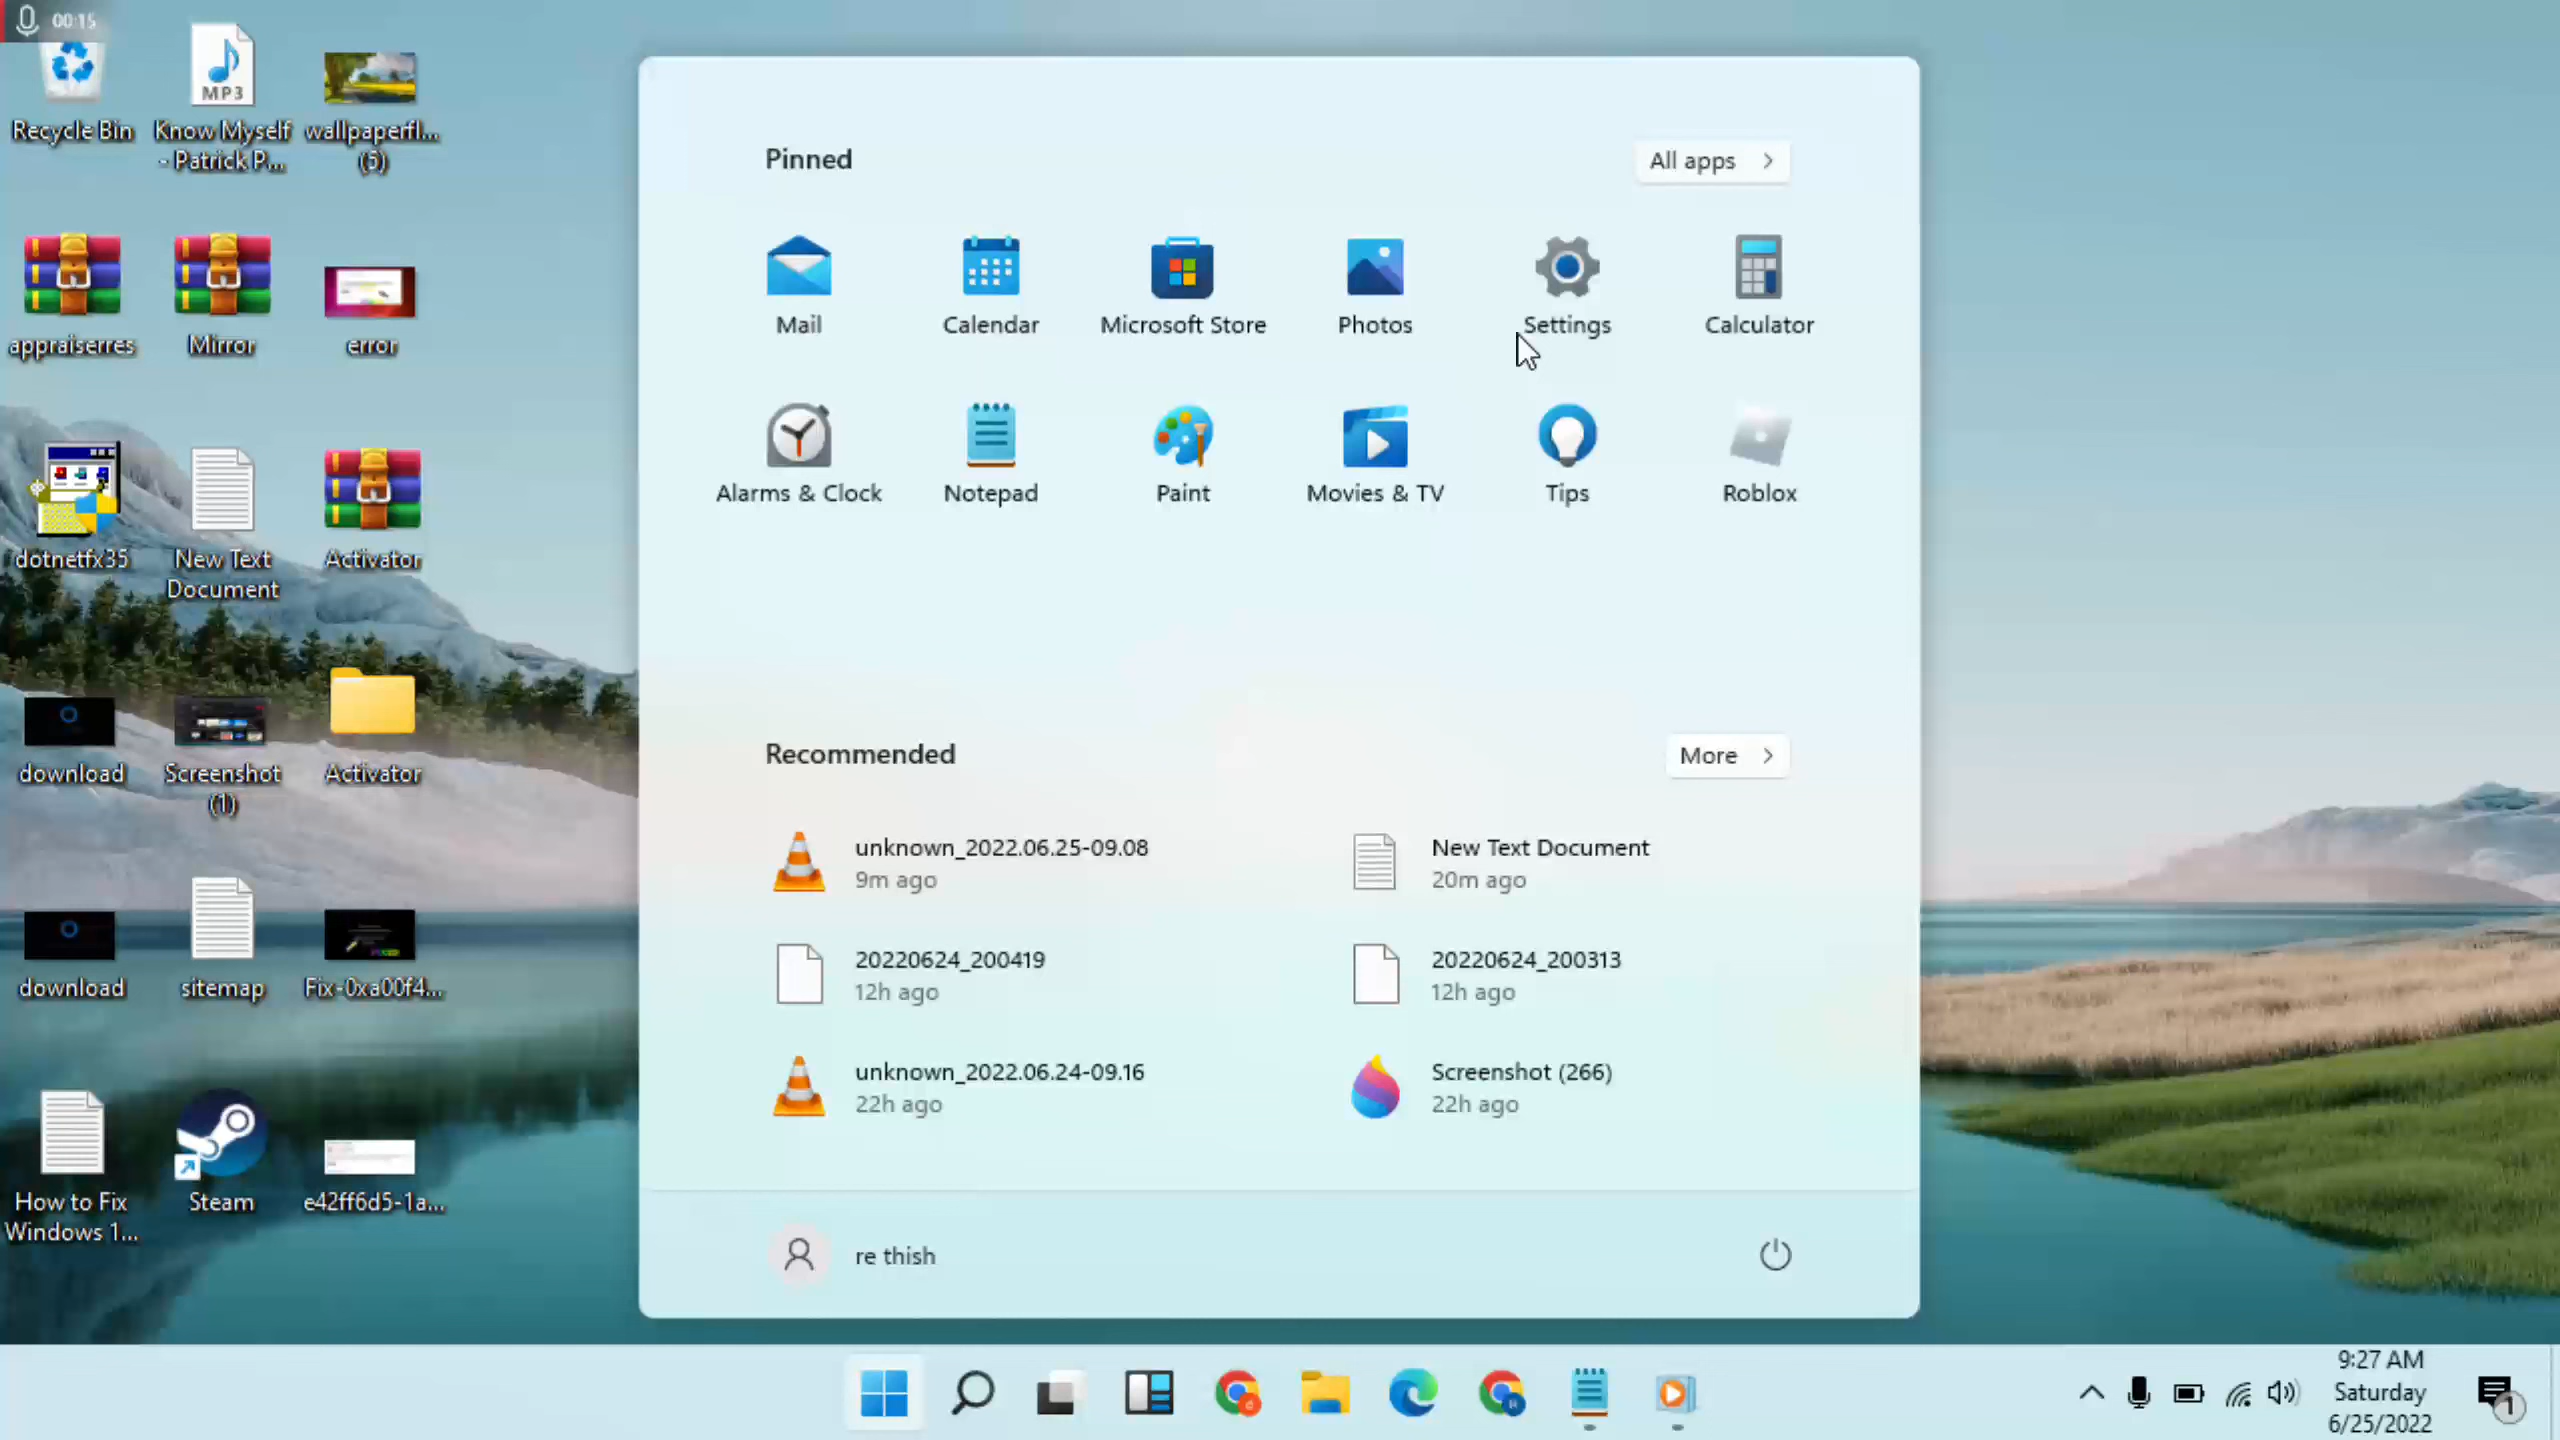 00:15
Recycle Bin
Know Myself
- Patrick P...
MP3
wallpaperfl...
(5)
appraiserres
Mirror
error
dotnetfx35
New Text
Document
Activator
download
Screenshot
(1)
Activator
download
sitemap
Fix-0xa00f4...
How to Fix
Windows 1...
Steam
e42ff6d5-1a...
Pinned
All apps
Mail
Calendar
Microsoft Store
Photos
Settings
Calculator
Alarms & Clock
Notepad
Paint
Movies & TV
Tips
Roblox
Recommended
More
unknown_2022.06.25-09.08
9m ago
New Text Document
20m ago
20220624_200419
12h ago
20220624_200313
12h ago
unknown_2022.06.24-09.16
22h ago
Screenshot (266)
22h ago
re thish
9:27 AM
Saturday
6/25/2022
1